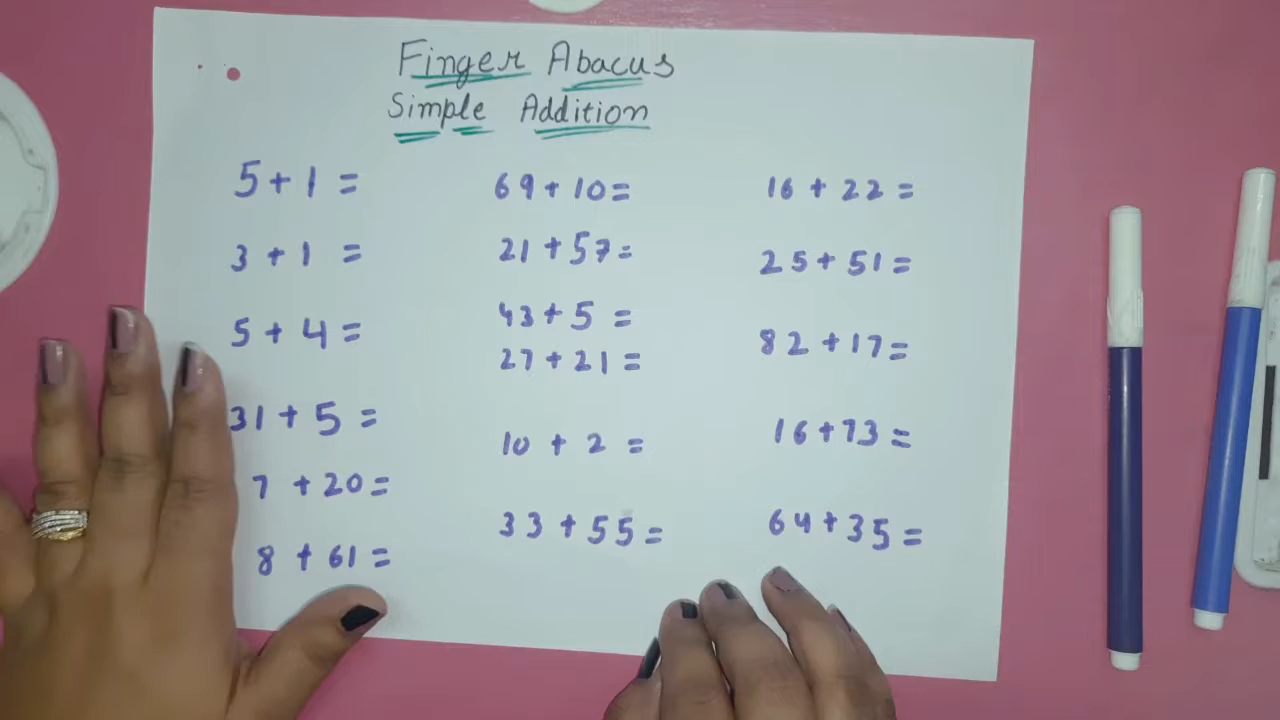 Finger Abacus
Simple Addition
5 + 1 =
3 + 1 =
5 + 4 =
31 + 5 =
7 + 20 =
8 + 61 =
69 + 10 =
21 + 57 =
43 + 5 =
27 + 21 =
10 + 2 =
33 + 55 =
16 + 22 =
25 + 51 =
82 + 17 =
16 + 73 =
64 + 35 =